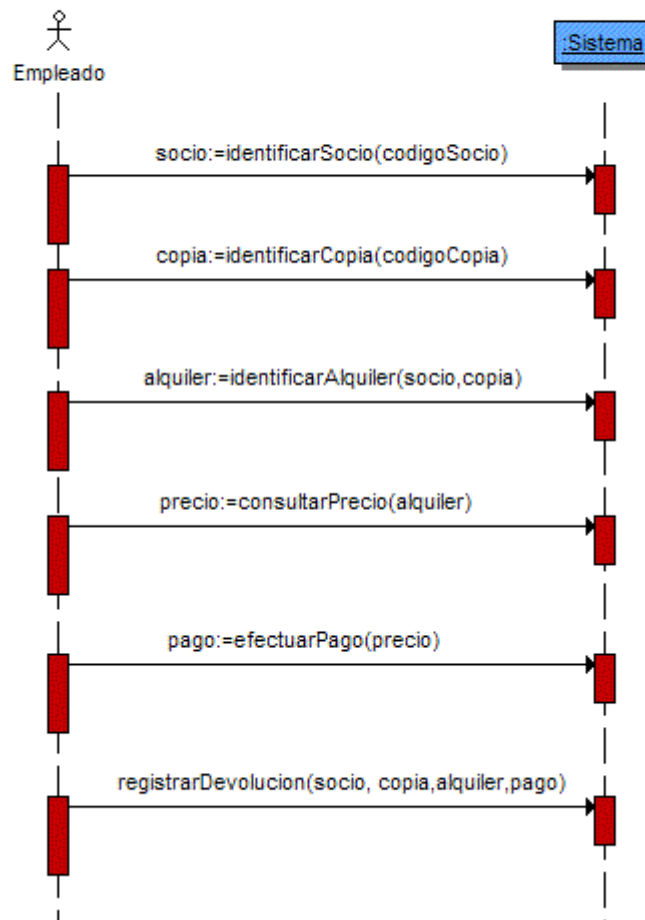 Empleado
:Sistema
socio:=identificarSocio(codigoSocio)
copia:=identificarCopia(codigoCopia)
alquiler:=identificarAlquiler(socio,copia)
precio:=consultarPrecio(alquiler)
pago:=efectuarPago(precio)
registrarDevolucion(socio, copia,alquiler,pago)